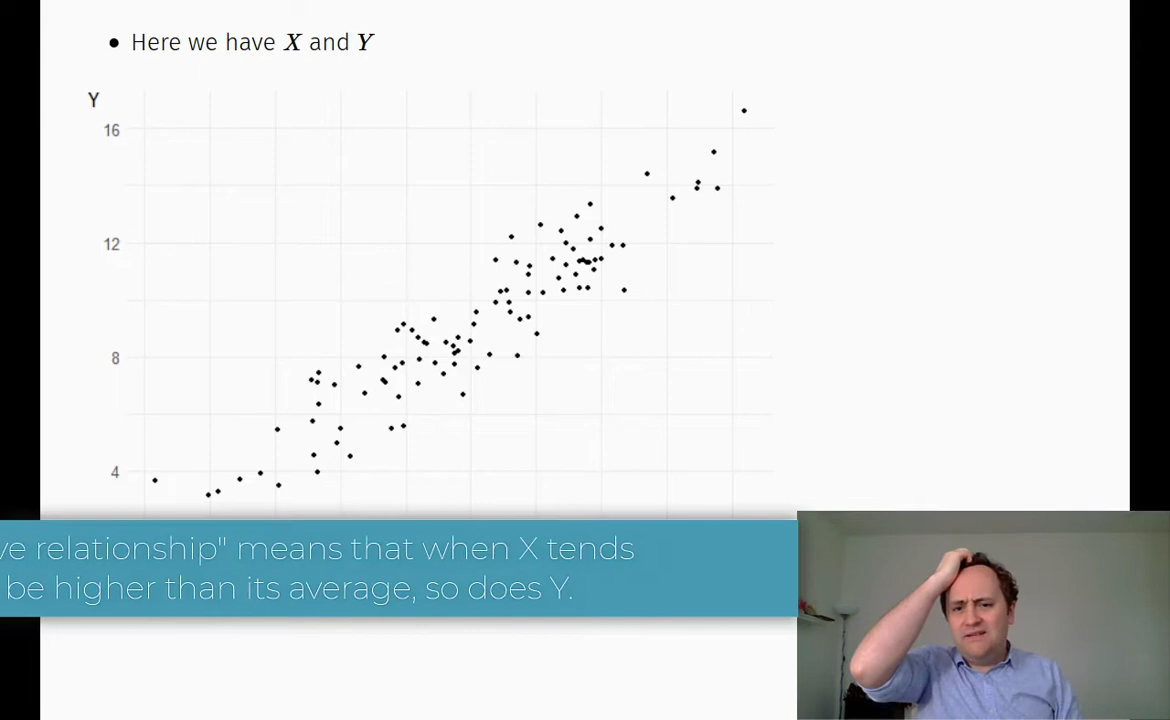 • Here we have X and Y
Y
16
12
8
4
relationship" means that when X tends
be higher than its average, so does Y.